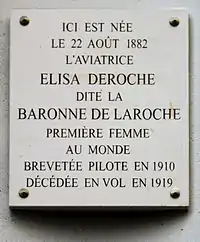 ICI EST NÉE
LE 22 AOÛT 1882
L'AVIATRICE
ELISA DEROCHE
DITE LA
BARONNE DE LAROCHE
PREMIÈRE FEMME
AU MONDE
BREVETÉE PILOTE EN 1910
DÉCÉDÉE EN VOL EN 1919